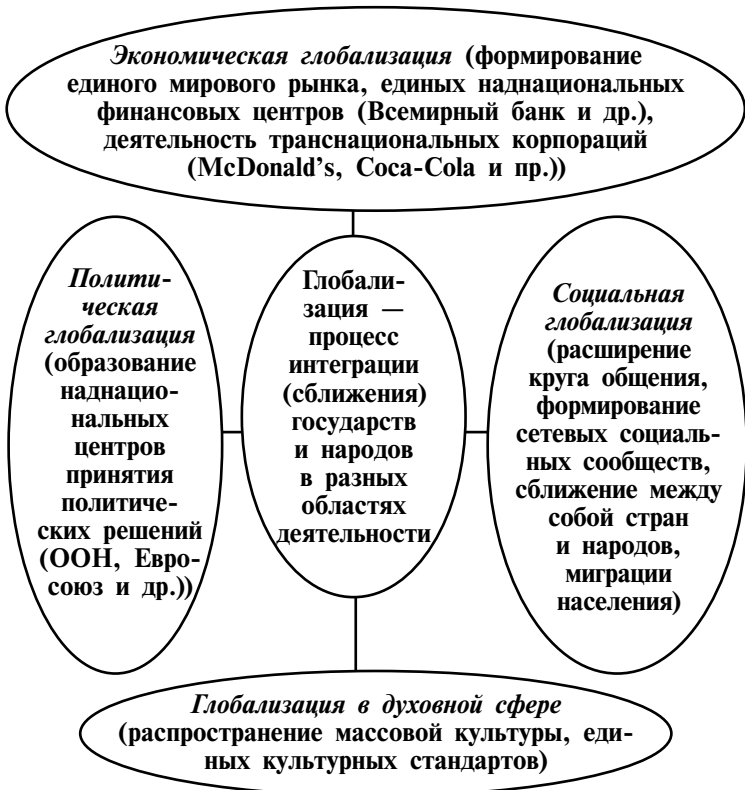 Экономическая глобализация (формирование
единого мирового рынка, единых наднациональных
финансовых центров (Всемирный банк и др.),
деятельность транснациональных корпораций
(McDonald's, Coca-Cola и пр.))
Полити-
ческая
глобализация
(образование
наднацио-
нальных
центров
принятия
политиче-
ских решений
(ООН, Евро-
союз и др.))
Глобали-
зация —
процесс
интеграции
(сближения)
государств
и народов
в разных
областях
деятельности
Социальная
глобализация
(расширение
круга общения,
формирование
сетевых социаль-
ных сообществ,
сближение между
собой стран
и народов,
миграции
населения)
Глобализация в духовной сфере
(распространение массовой культуры, еди-
ных культурных стандартов)